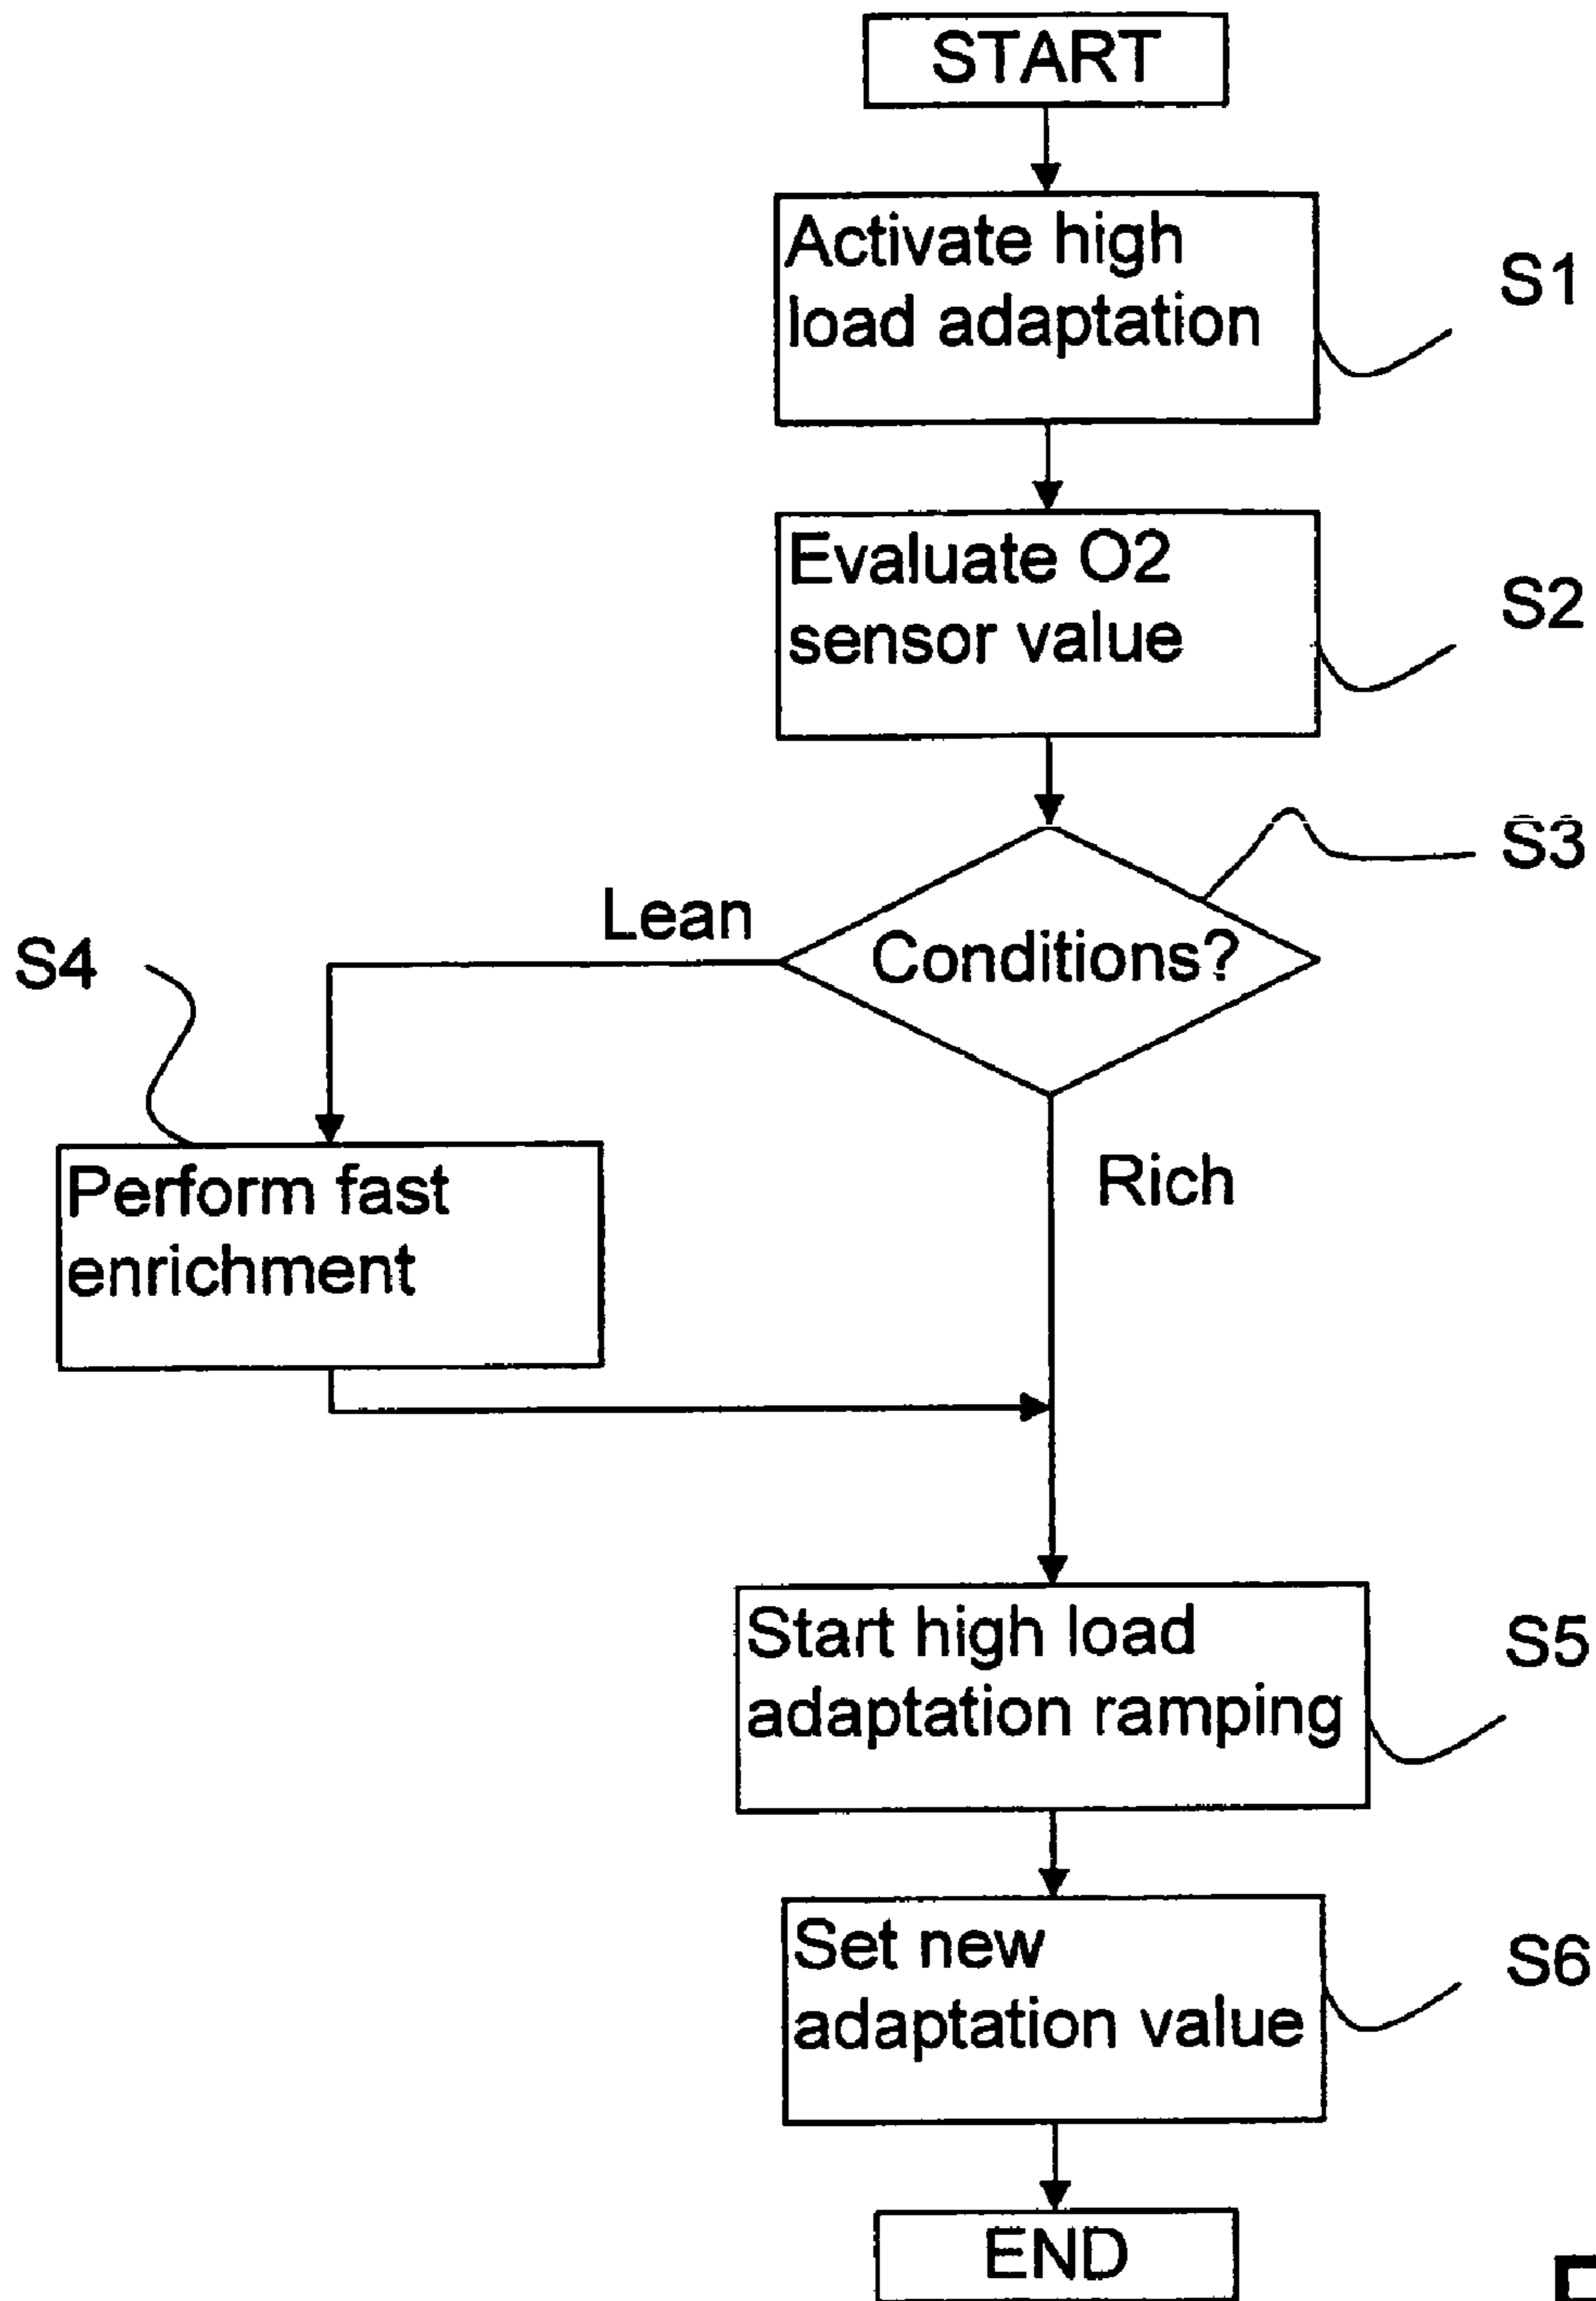 START
Activate high
load adaptation
S1
Evaluate O2
sensor value
S2
S3
Lean
Conditions?
S4
Rich
Perform fast
enrichment
Start high load
adaptation ramping
S5
Set new
adaptation value
S6
END